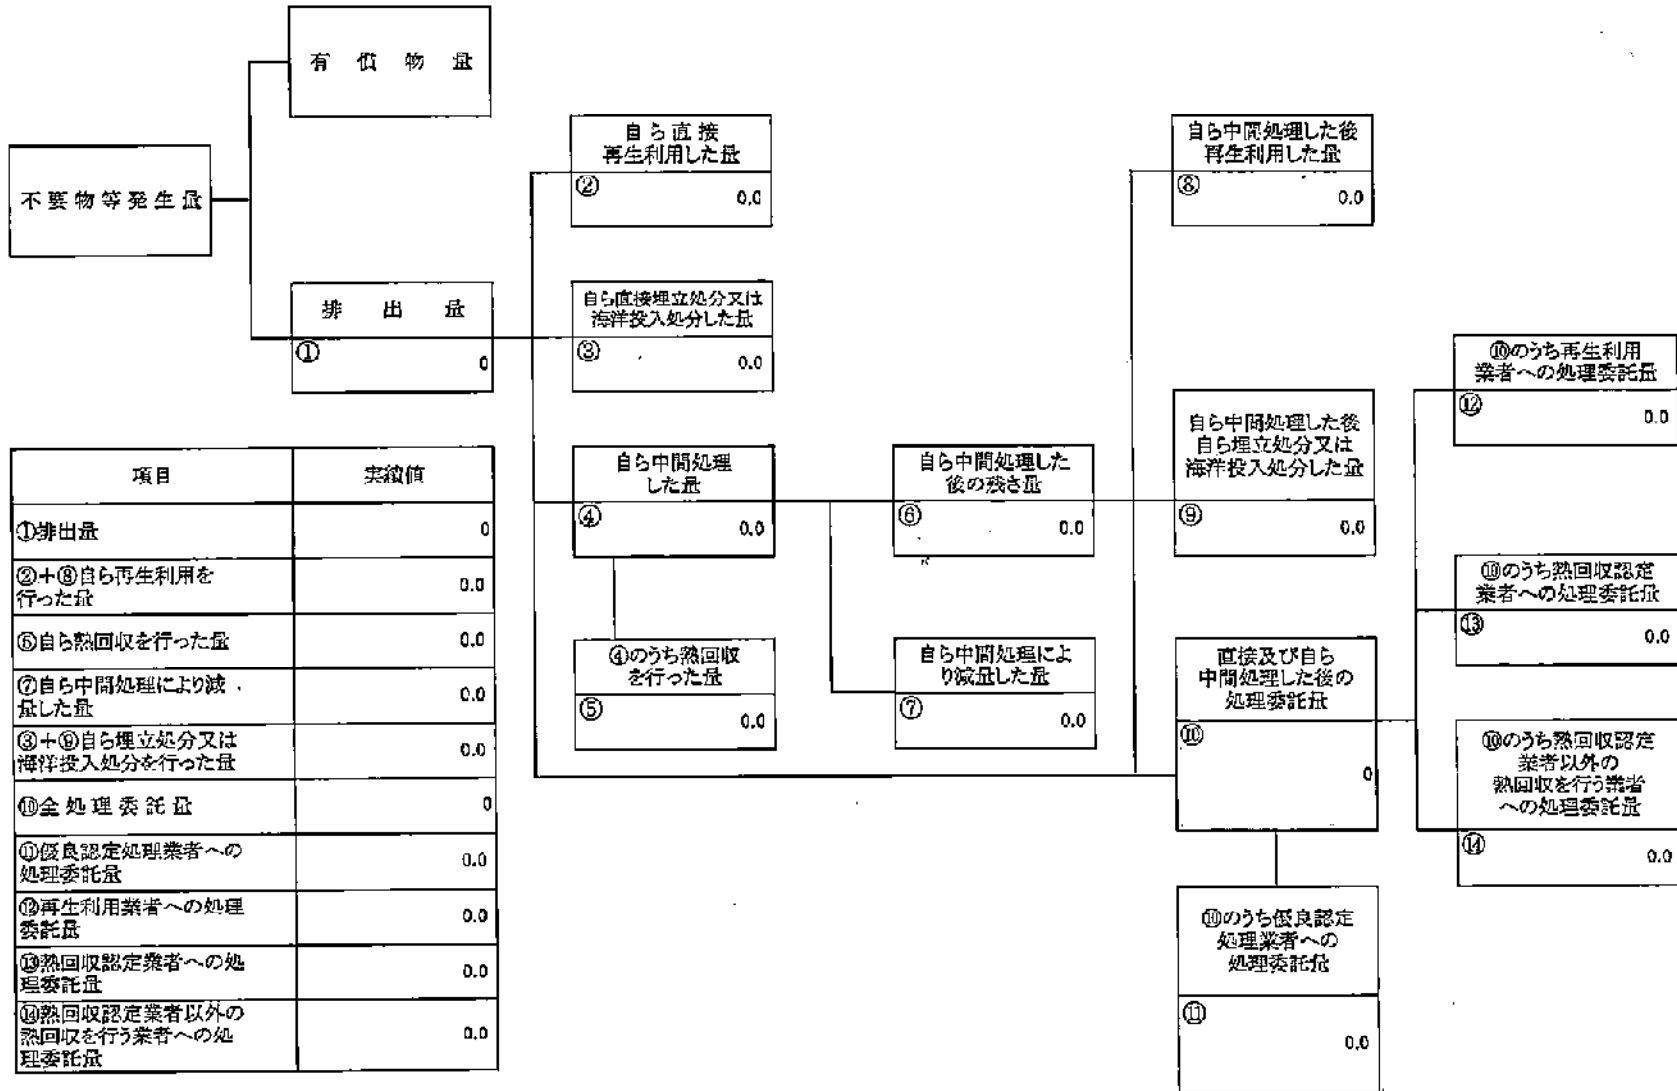 有償物量
不要物等発生量
排出量
①
0
自ら直接
再生利用した量
②
0.0
自ら直接埋立処分又は
海洋投入処分した量
③
0.0
自ら中間処理
した量
④
0.0
④のうち熱回収
を行った量
⑤
0.0
自ら中間処理した
後の残さ量
⑥
0.0
自ら中間処理によ
り減量した量
⑦
0.0
自ら中間処理した後
再生利用した量
⑧
0.0
自ら中間処理した後
自ら埋立処分又は
海洋投入処分した量
⑨
0.0
直接及び自ら
中間処理した後の
処理委託量
⑩
0
⑩のうち優良認定
処理業者への
処理委託量
⑪
0.0
⑩のうち再生利用
業者への処理委託量
⑫
0.0
⑩のうち熱回収認定
業者への処理委託量
⑬
0.0
⑩のうち熱回収認定
業者以外の
熱回収を行う業者
への処理委託量
⑭
0.0
項目 実績値
①排出量 0
②+⑧自ら再生利用を
行った量 0.0
⑤自ら熱回収を行った量 0.0
⑦自ら中間処理により減
量した量 0.0
③+⑨自ら埋立処分又は
海洋投入処分を行った量 0.0
⑩全処理委託量 0
⑪優良認定処理業者への
処理委託量 0.0
⑫再生利用業者への処理
委託量 0.0
⑬熱回収認定業者への処
理委託量 0.0
⑭熱回収認定業者以外の
熱回収を行う業者への処
理委託量 0.0